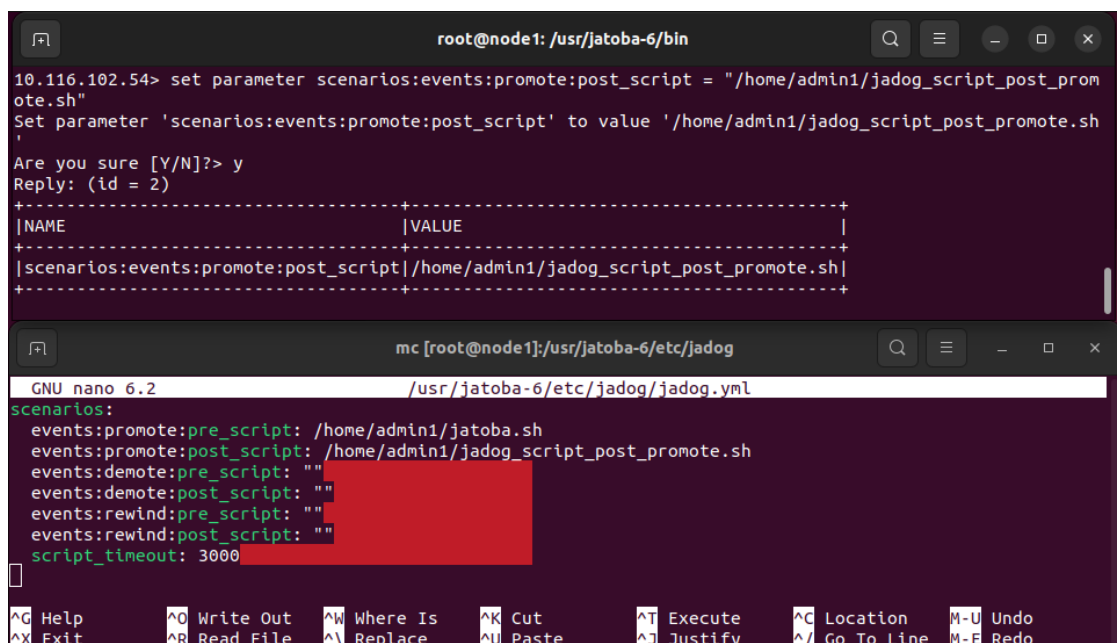 root@node1: /usr/jatoba-6/bin
10.116.102.54> set parameter scenarios:events:promote:post_script = "/home/admin1/jadog_script_post_prom
ote.sh"
Set parameter 'scenarios:events:promote:post_script' to value '/home/admin1/jadog_script_post_promote.sh
'
Are you sure [Y/N]?> y
Reply: (id = 2)
+-----------------------------------+----------------------------------------+
|NAME                               |VALUE                                   |
+-----------------------------------+----------------------------------------+
|scenarios:events:promote:post_script|/home/admin1/jadog_script_post_promote.sh|
+-----------------------------------+----------------------------------------+
mc [root@node1]:/usr/jatoba-6/etc/jadog
GNU nano 6.2 /usr/jatoba-6/etc/jadog/jadog.yml
scenarios:
  events:promote:pre_script: /home/admin1/jatoba.sh
  events:promote:post_script: /home/admin1/jadog_script_post_promote.sh
  events:demote:pre_script: ""
  events:demote:post_script: ""
  events:rewind:pre_script: ""
  events:rewind:post_script: ""
  script_timeout: 3000
^G Help ^O Write Out ^W Where Is ^K Cut ^T Execute ^C Location M-U Undo
^X Exit ^R Read File ^\ Replace ^U Paste ^J Justify ^/ Go To Line M-E Redo